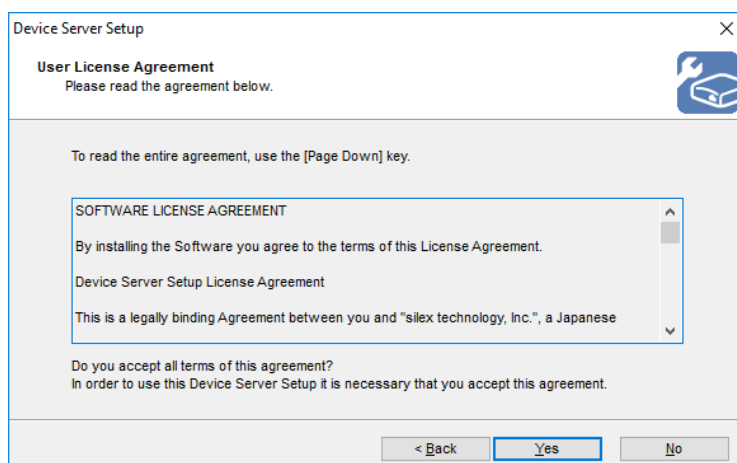 Device Server Setup
User License Agreement
Please read the agreement below.
To read the entire agreement, use the [Page Down] key.
SOFTWARE LICENSE AGREEMENT
By installing the Software you agree to the terms of this License Agreement.
Device Server Setup License Agreement
This is a legally binding Agreement between you and "silex technology, Inc.", a Japanese
Do you accept all terms of this agreement?
In order to use this Device Server Setup it is necessary that you accept this agreement.
< Back Yes No